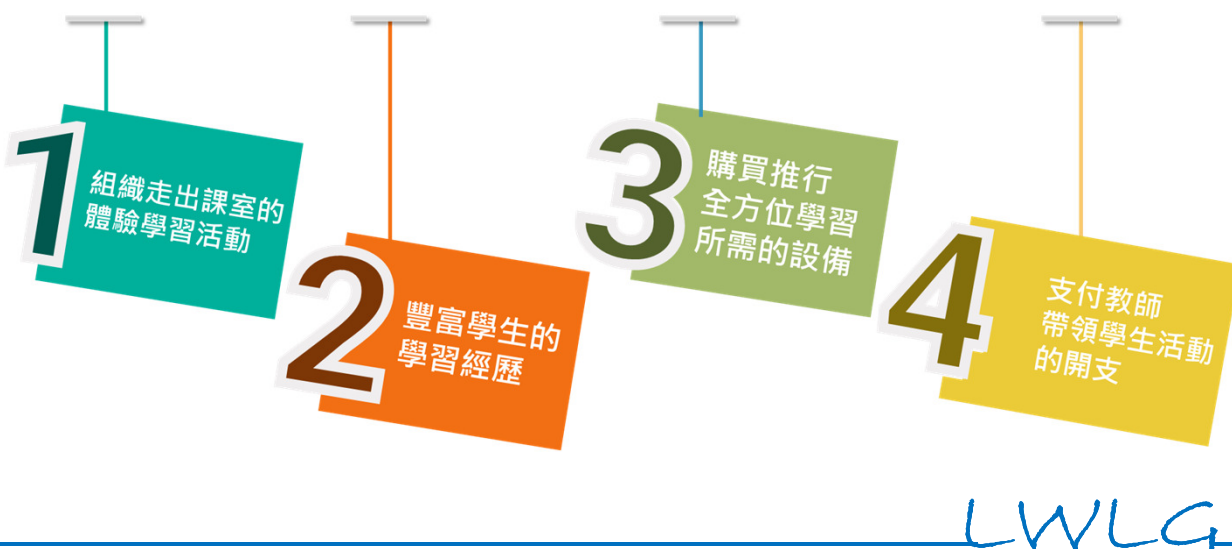 1
組織走出課室的
體驗學習活動
2
豐富學生的
學習經歷
3
購買推行
全方位學習
所需的設備
4
支付教師
帶領學生活動
的開支
LWLG